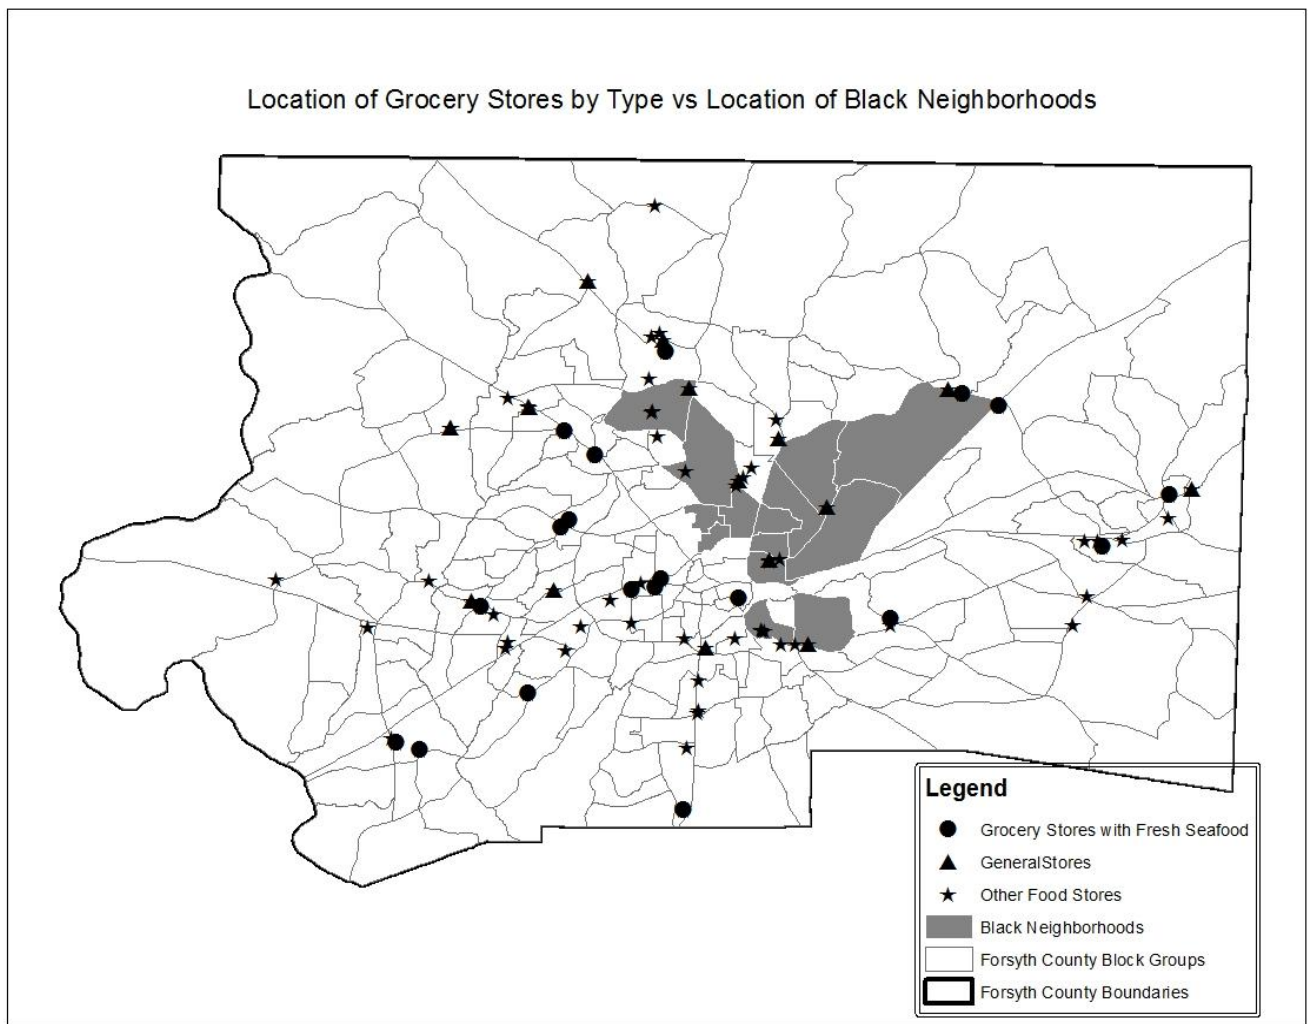 Location of Grocery Stores by Type vs Location of Black Neighborhoods
Legend
Grocery Stores with Fresh Seafood
GeneralStores
Other Food Stores
Black Neighborhoods
Forsyth County Block Groups
Forsyth County Boundaries